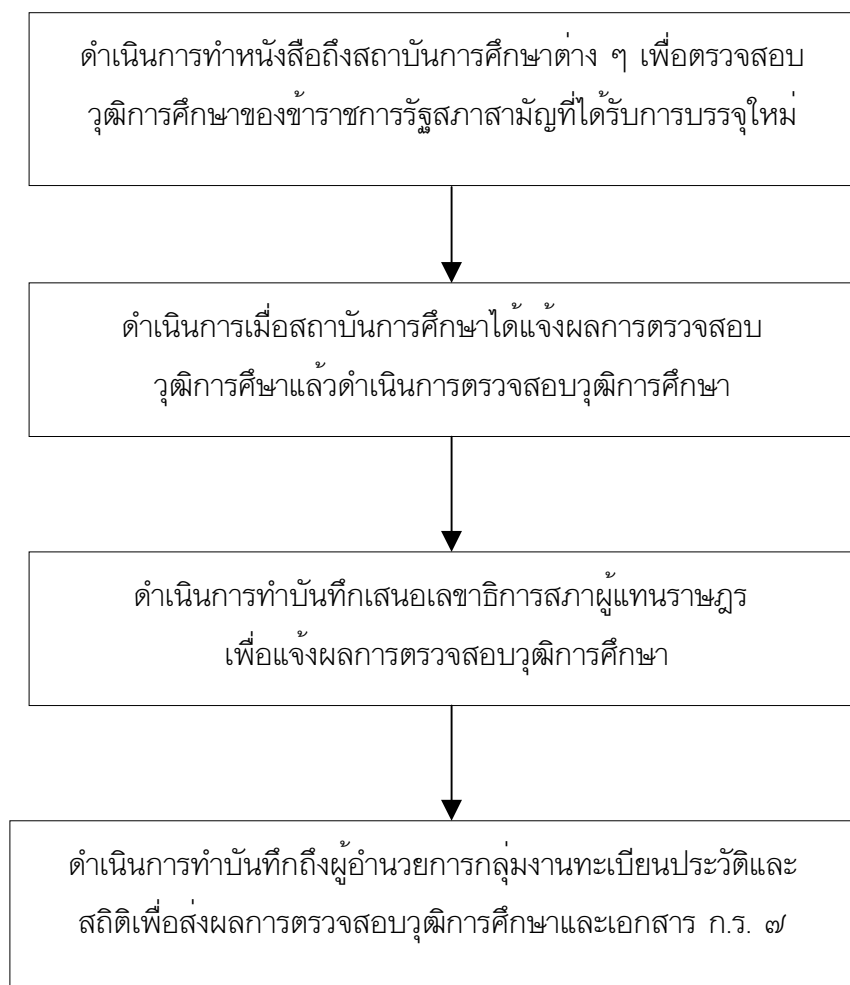 ดำเนินการทำหนังสือถึงสถาบันการศึกษาต่าง ๆ เพื่อตรวจสอบ
วุฒิการศึกษาของข้าราชการรัฐสภาสามัญที่ได้รับการบรรจุใหม่
ดำเนินการเมื่อสถาบันการศึกษาได้แจ้งผลการตรวจสอบ
วุฒิการศึษาแล้วดำเนินการตรวจสอบวุฒิการศึกษา
ดำเนินการทำบันทึกเสนอเลขาธิการสภาผู้แทนราษฎร
เพื่อแจ้งผลการตรวจสอบวุฒิการศึกษา
ดำเนินการทำบันทึกถึงผู้อำนวยการกลุ่มงานทะเบียนประวัติและ
สถิติเพื่อส่งผลการตรวจสอบวุฒิการศึกษาและเอกสาร ก.ร. ๗